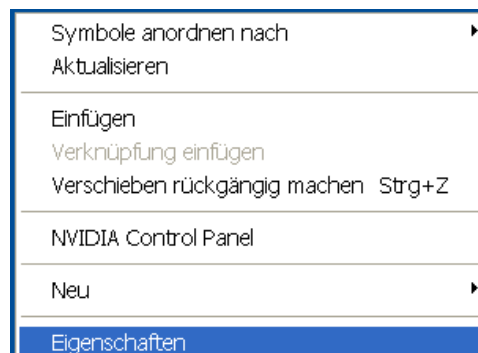 Symbole anordnen nach
Aktualisieren
Einfügen
Verknüpfung einfügen
Verschieben rückgängig machen Strg+Z
NVIDIA Control Panel
Neu
Eigenschaften